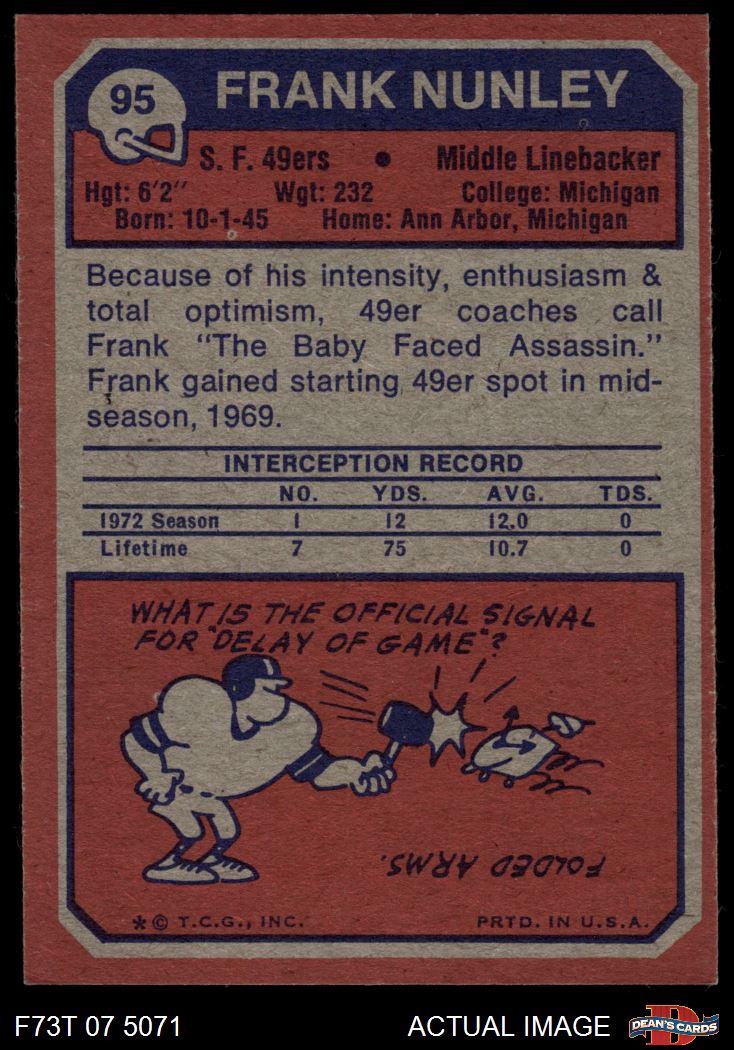 95 FRANK NUNLEY
S. F. 49ers • Middle Linebacker
Hgt: 6'2" Wgt: 232 College: Michigan
Born: 10-1-45 Home: Ann Arbor, Michigan
Because of his intensity, enthusiasm &
total optimism, 49er coaches call
Frank "The Baby Faced Assassin."
Frank gained starting 49er spot in mid-
season, 1969.
INTERCEPTION RECORD
NO. YDS. AVG. TDS.
1972 Season 1 12 12.0 0
Lifetime 7 75 10.7 0
WHAT IS THE OFFICIAL SIGNAL
FOR "DELAY OF GAME"?
FOLDED ARMS.
*© T.C.G., INC. PRTD. IN U.S.A.
F73T 07 5071 ACTUAL IMAGE D DEAN'S CARDS